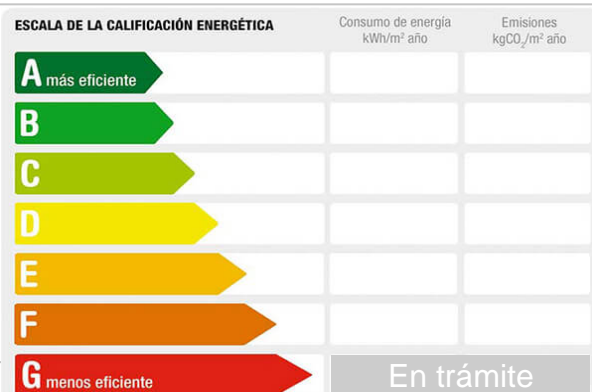 ESCALA DE LA CALIFICACIÓN ENERGÉTICA
Consumo de energía
kWh/m² año
Emisiones
kgCO₂/m² año
A más eficiente
B
C
D
E
F
G menos eficiente
En trámite